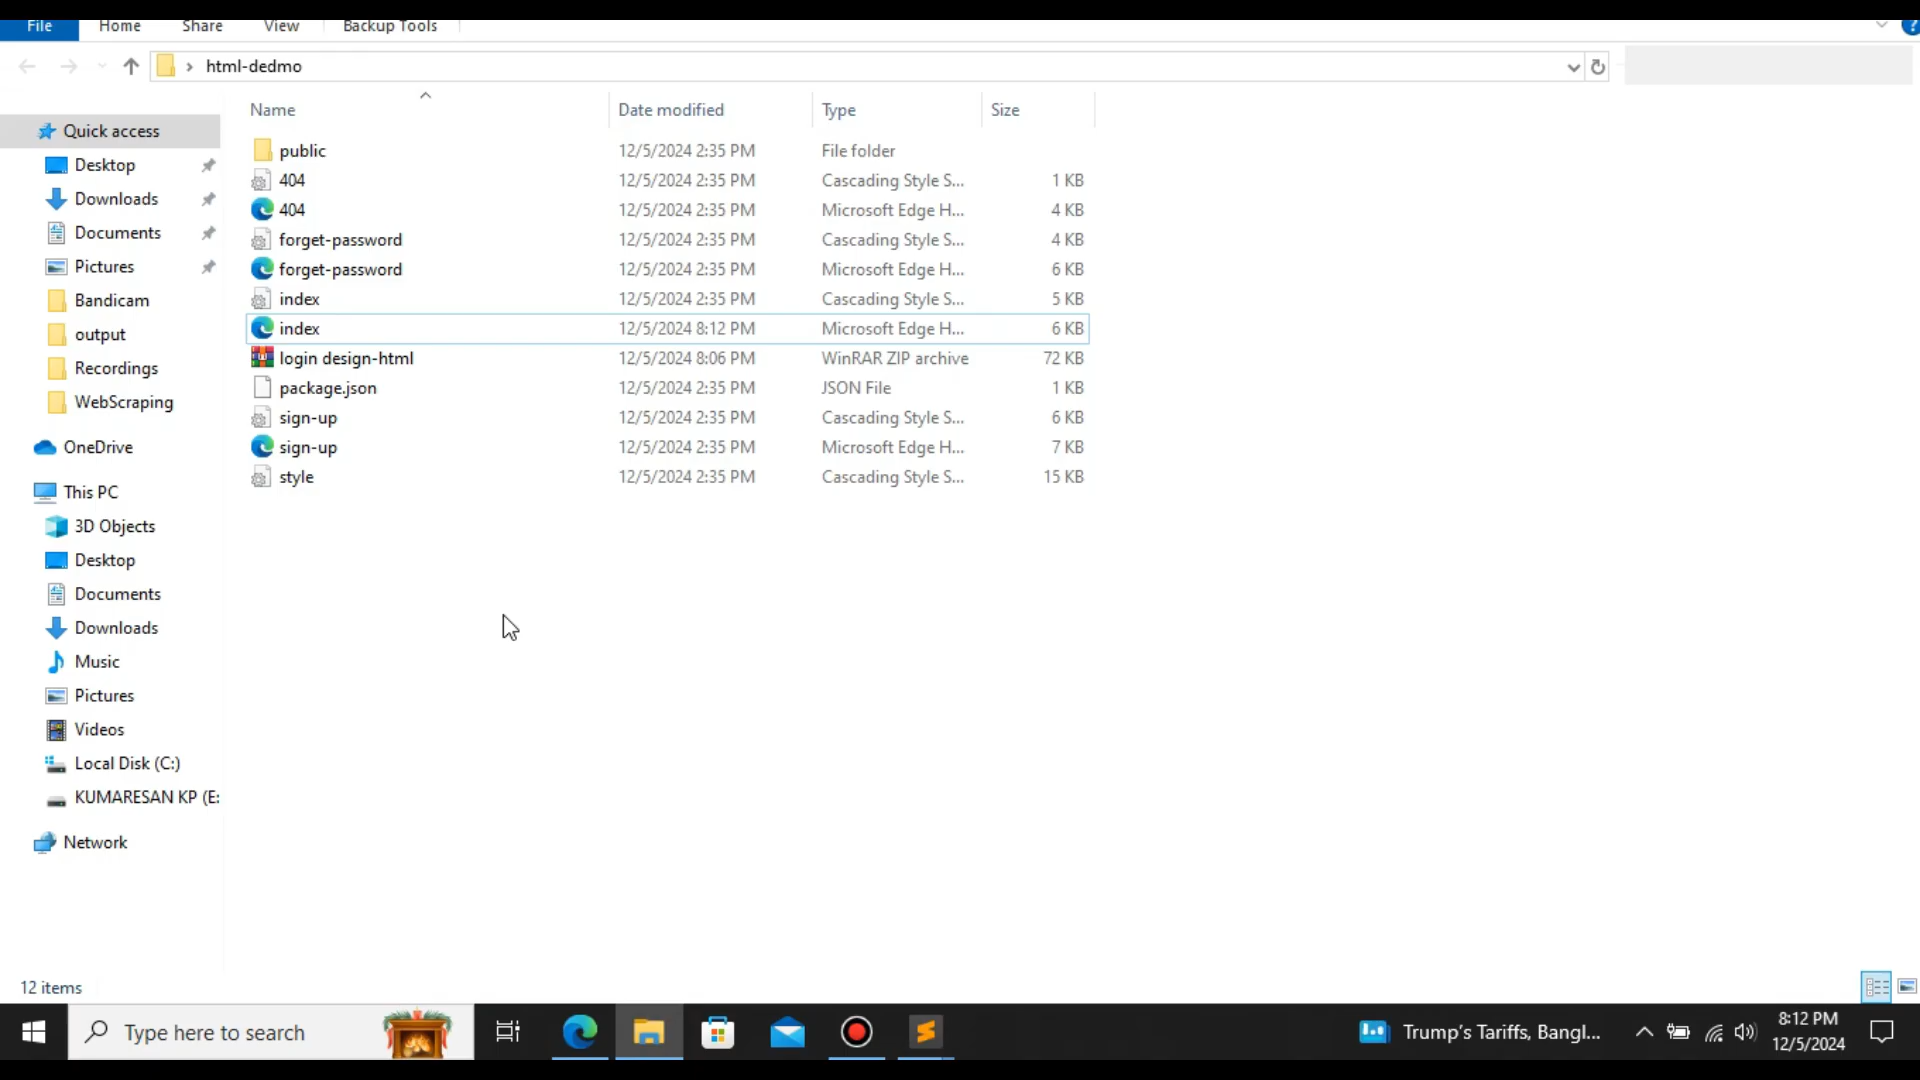 File Home Share View Backup Tools ?
html-dedmo
Name Date modified Type Size
Quick access
Desktop
Downloads
Documents
Pictures
Bandicam
output
Recordings
WebScraping
OneDrive
This PC
3D Objects
Desktop
Documents
Downloads
Music
Pictures
Videos
Local Disk (C:)
KUMARESAN KP (E:
Network
public 12/5/2024 2:35 PM File folder
404 12/5/2024 2:35 PM Cascading Style S... 1 KB
404 12/5/2024 2:35 PM Microsoft Edge H... 4 KB
forget-password 12/5/2024 2:35 PM Cascading Style S... 4 KB
forget-password 12/5/2024 2:35 PM Microsoft Edge H... 6 KB
index 12/5/2024 2:35 PM Cascading Style S... 5 KB
index 12/5/2024 8:12 PM Microsoft Edge H... 6 KB
login design-html 12/5/2024 8:06 PM WinRAR ZIP archive 72 KB
package.json 12/5/2024 2:35 PM JSON File 1 KB
sign-up 12/5/2024 2:35 PM Cascading Style S... 6 KB
sign-up 12/5/2024 2:35 PM Microsoft Edge H... 7 KB
style 12/5/2024 2:35 PM Cascading Style S... 15 KB
12 items
Type here to search
Trump's Tariffs, Bangl...
8:12 PM
12/5/2024